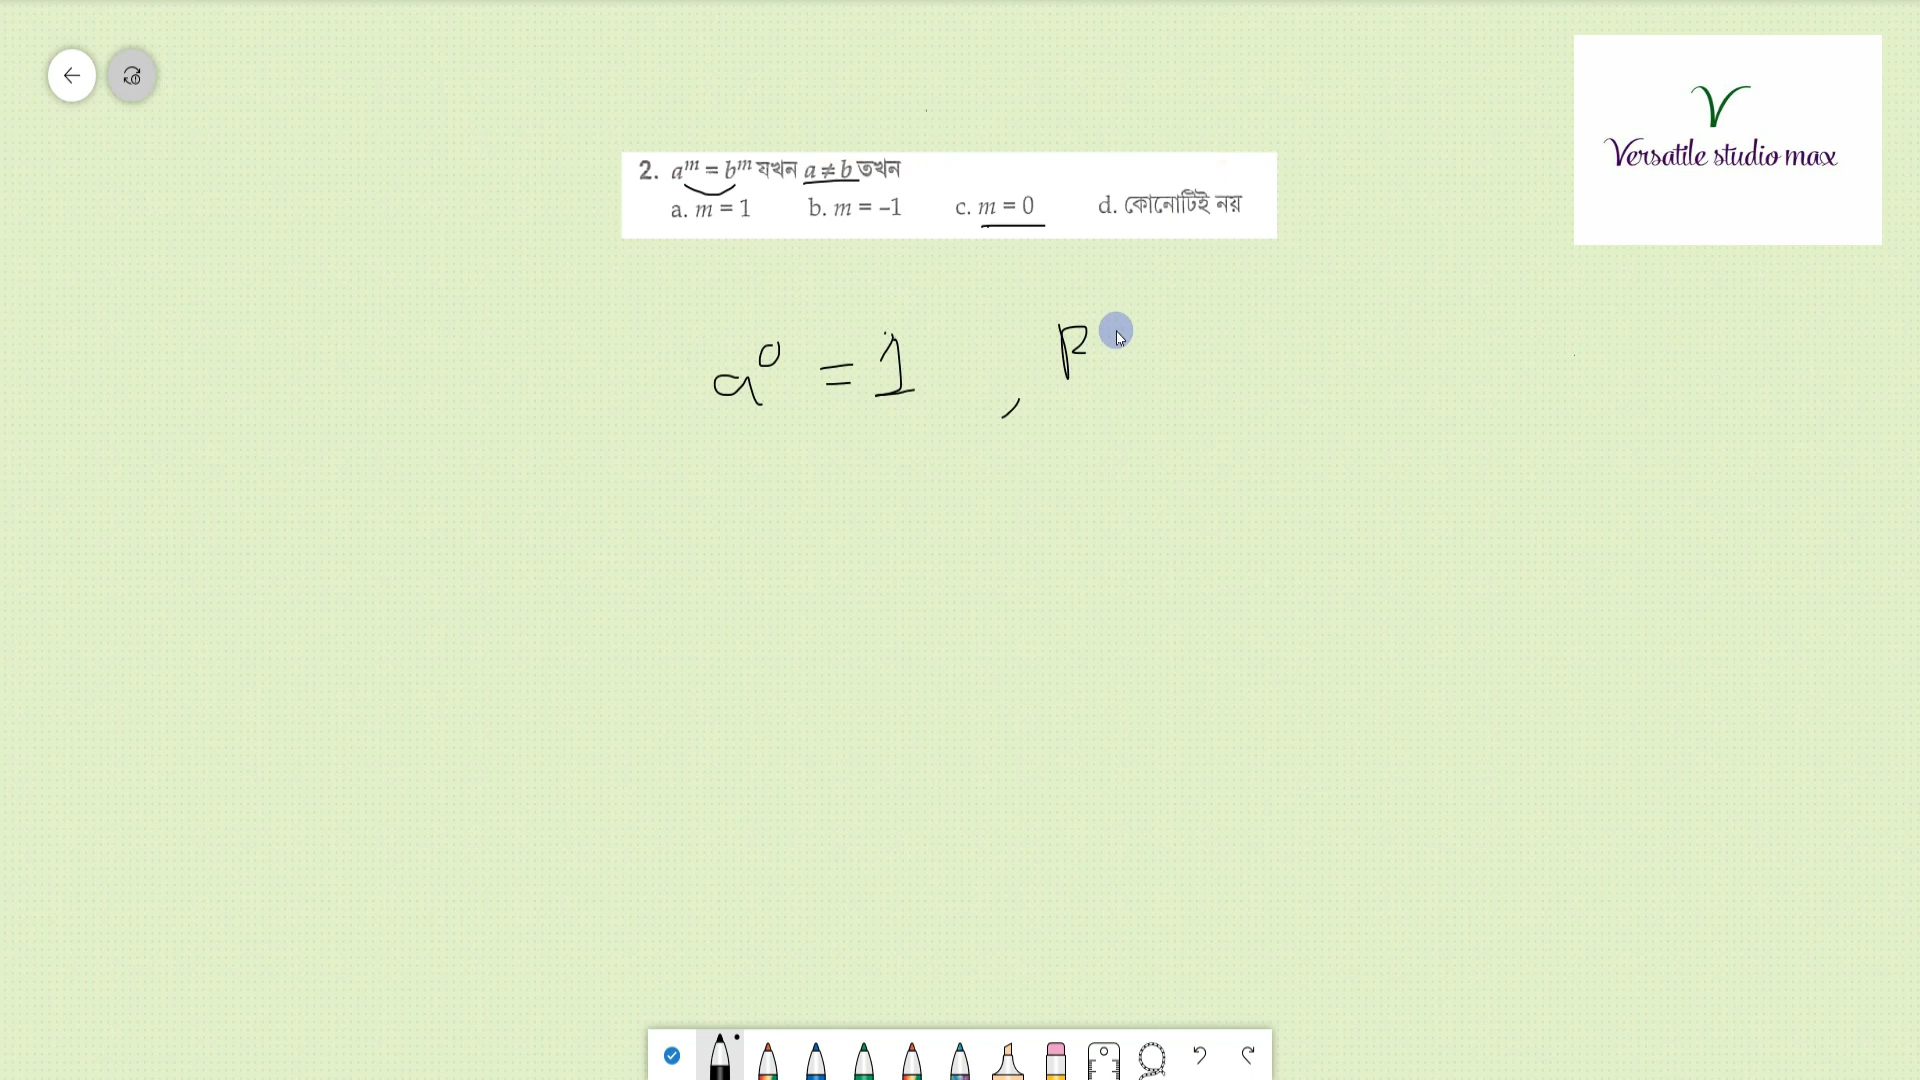 Versatile studio max
2. aᵐ = bᵐ যখন a ≠ b তখন
a. m = 1 b. m = –1 c. m = 0 d. কোনোটিই নয়
a⁰ = 1 ,